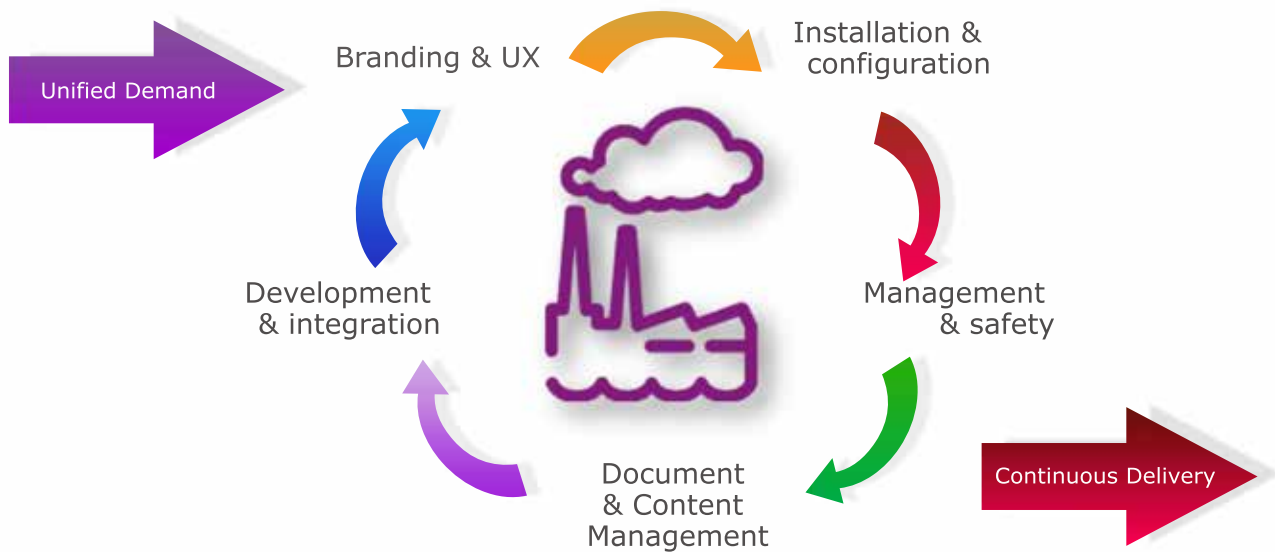 Unified Demand
Branding & UX
Installation &
configuration
Development
& integration
Management
& safety
Document
& Content
Management
Continuous Delivery